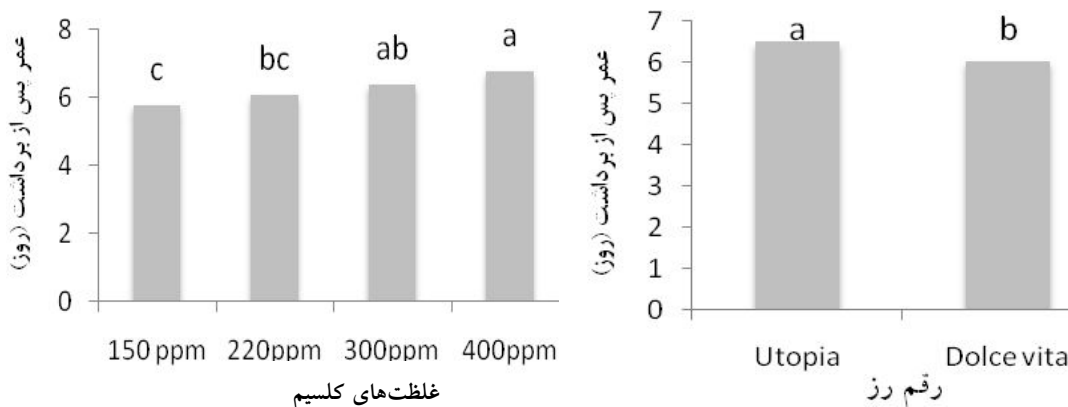 عمر پس از برداشت (روز)
8
6
4
2
0
c
bc
ab
a
150 ppm
220ppm
300ppm
400ppm
غلظت‌های کلسیم
عمر پس از برداشت (روز)
7
6
5
4
3
2
1
0
a
b
Utopia
Dolce vita
رقم رز